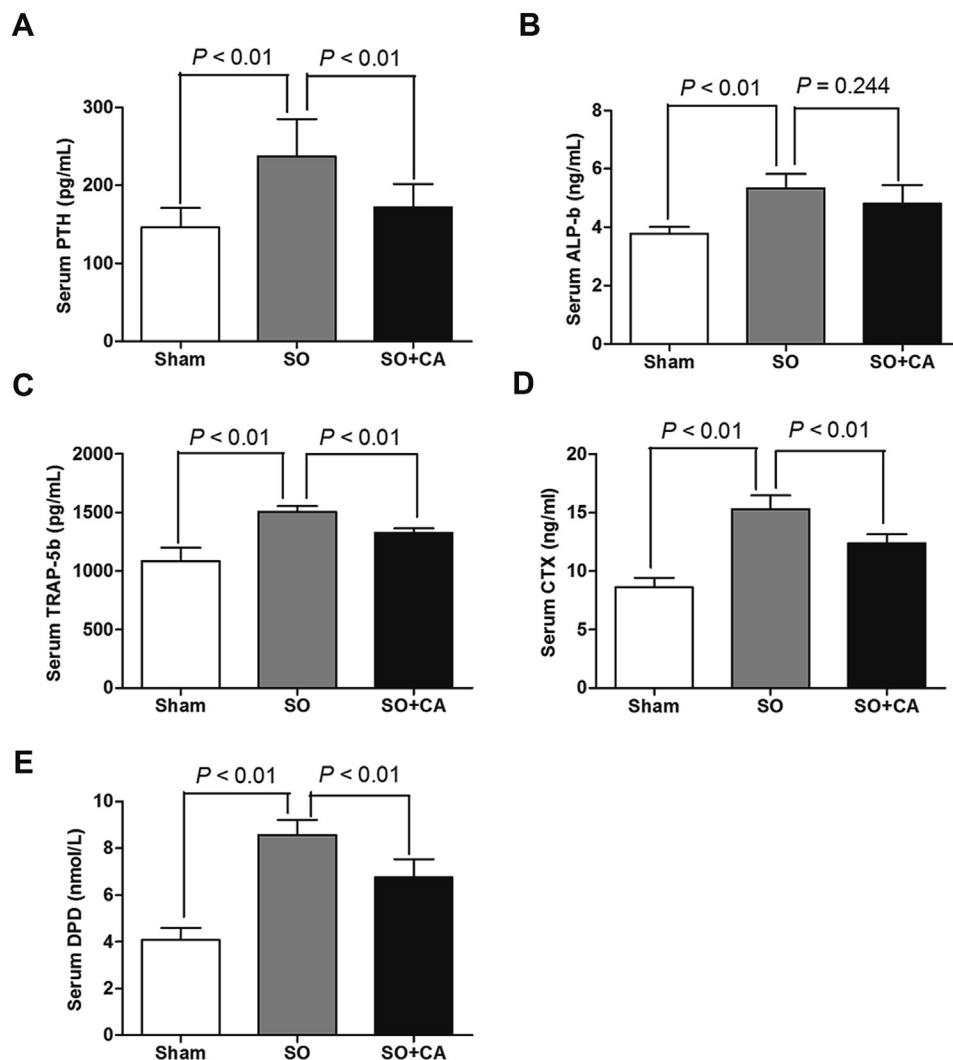 A
P < 0.01
P < 0.01
Serum PTH (pg/mL)
300
200
100
0
Sham
SO
SO+CA
B
P < 0.01
P = 0.244
Serum ALP-b (ng/mL)
8
6
4
2
0
Sham
SO
SO+CA
C
P < 0.01
P < 0.01
Serum TRAP-5b (pg/mL)
2000
1500
1000
500
0
Sham
SO
SO+CA
D
P < 0.01
P < 0.01
Serum CTX (ng/ml)
20
15
10
5
0
Sham
SO
SO+CA
E
P < 0.01
P < 0.01
Serum DPD (nmol/L)
10
8
6
4
2
0
Sham
SO
SO+CA